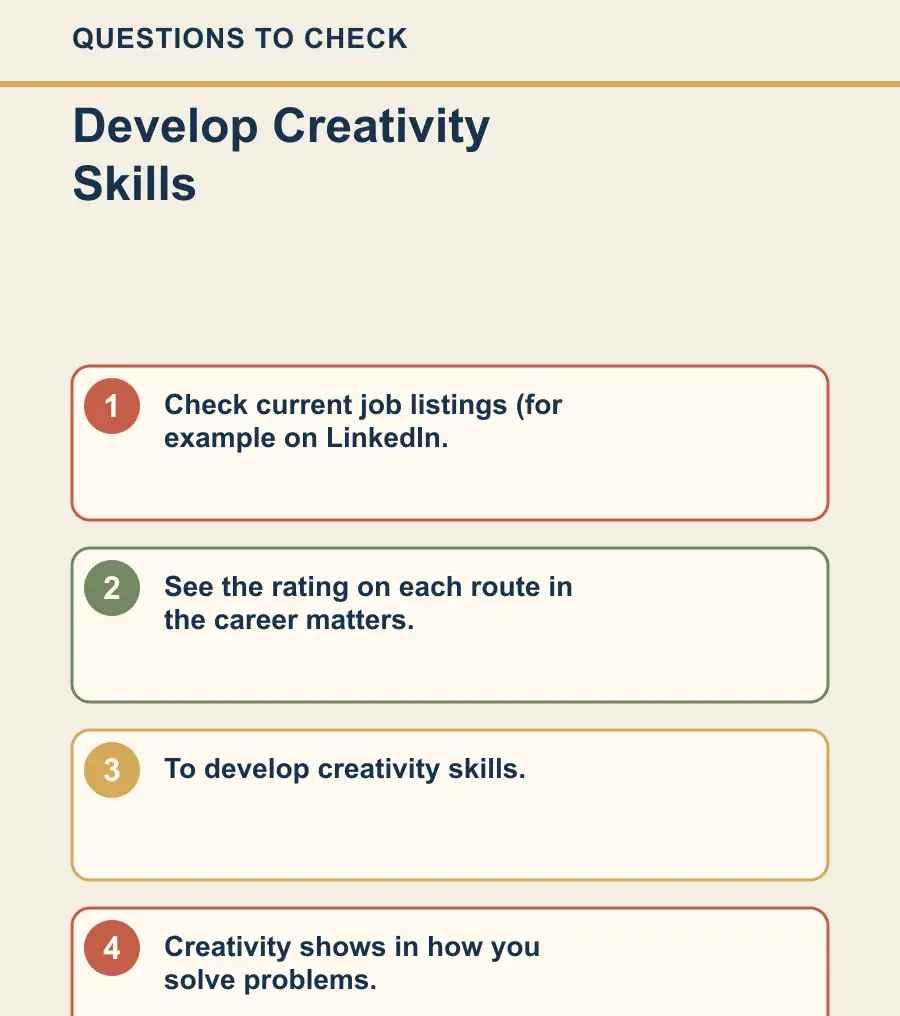 QUESTIONS TO CHECK
Develop Creativity
Skills
1
Check current job listings (for
example on LinkedIn.
2
See the rating on each route in
the career matters.
3
To develop creativity skills.
4
Creativity shows in how you
solve problems.